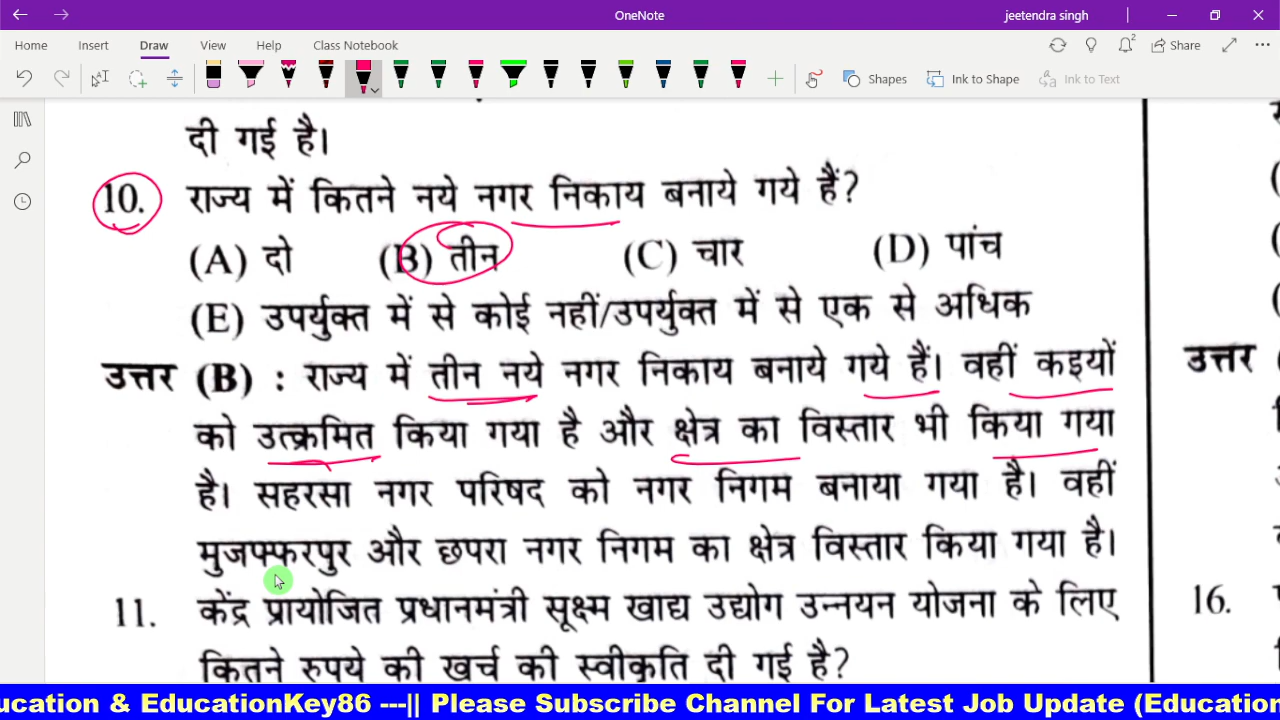 OneNote
jeetendra singh
Home Insert Draw View Help Class Notebook
Share
Shapes Ink to Shape Ink to Text
दी गई है।
10. राज्य में कितने नये नगर निकाय बनाये गये हैं?
(A) दो (B) तीन (C) चार (D) पांच
(E) उपर्युक्त में से कोई नहीं/उपर्युक्त में से एक से अधिक
उत्तर (B) : राज्य में तीन नये नगर निकाय बनाये गये हैं। वहीं कइयों
को उत्क्रमित किया गया है और क्षेत्र का विस्तार भी किया गया
है। सहरसा नगर परिषद को नगर निगम बनाया गया है। वहीं
मुजफ्फरपुर और छपरा नगर निगम का क्षेत्र विस्तार किया गया है।
11. केंद्र प्रायोजित प्रधानमंत्री सूक्ष्म खाद्य उद्योग उन्नयन योजना के लिए
कितने रुपये की खर्च की स्वीकृति दी गई है?
उत्तर
16.
ucation & EducationKey86 ---|| Please Subscribe Channel For Latest Job Update (Education